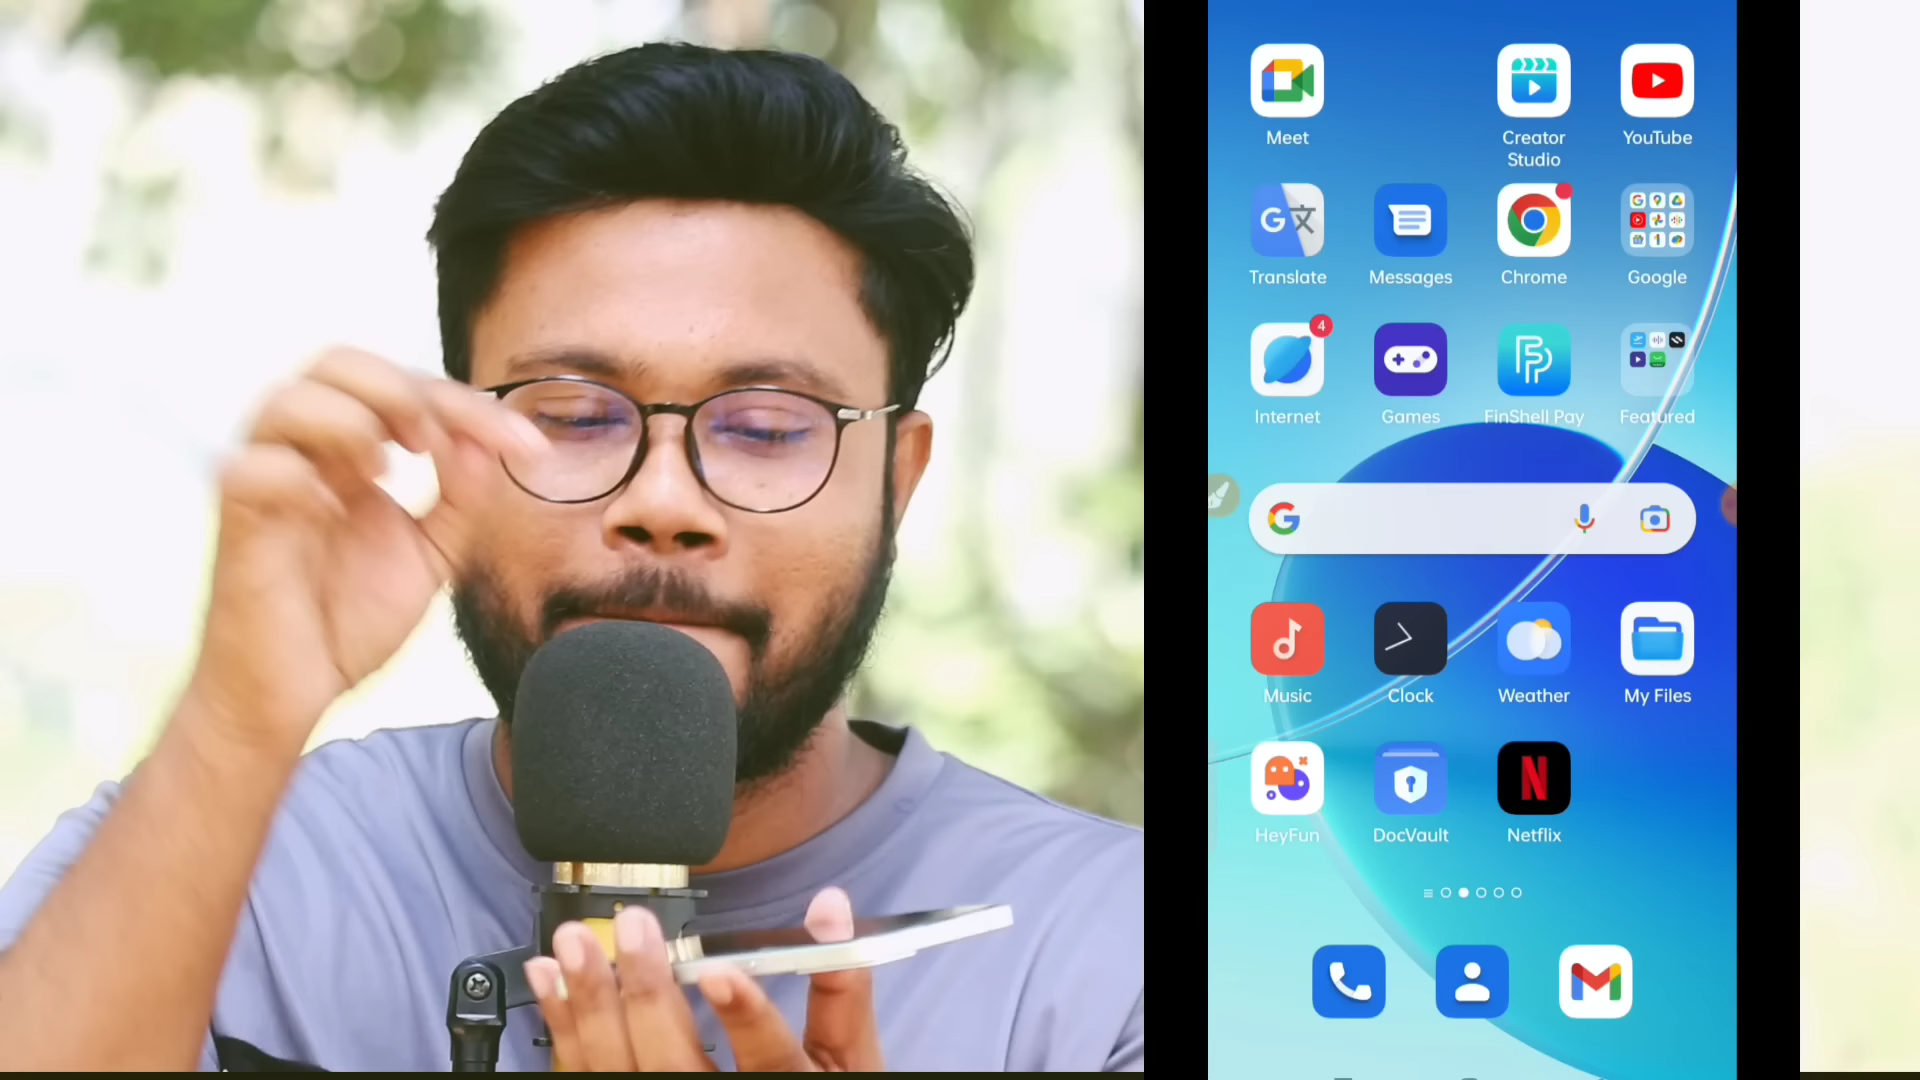 Meet
Creator
Studio
YouTube
Translate
Messages
Chrome
Google
4
Internet
Games
FinShell Pay
Featured
Music
Clock
Weather
My Files
HeyFun
DocVault
Netflix